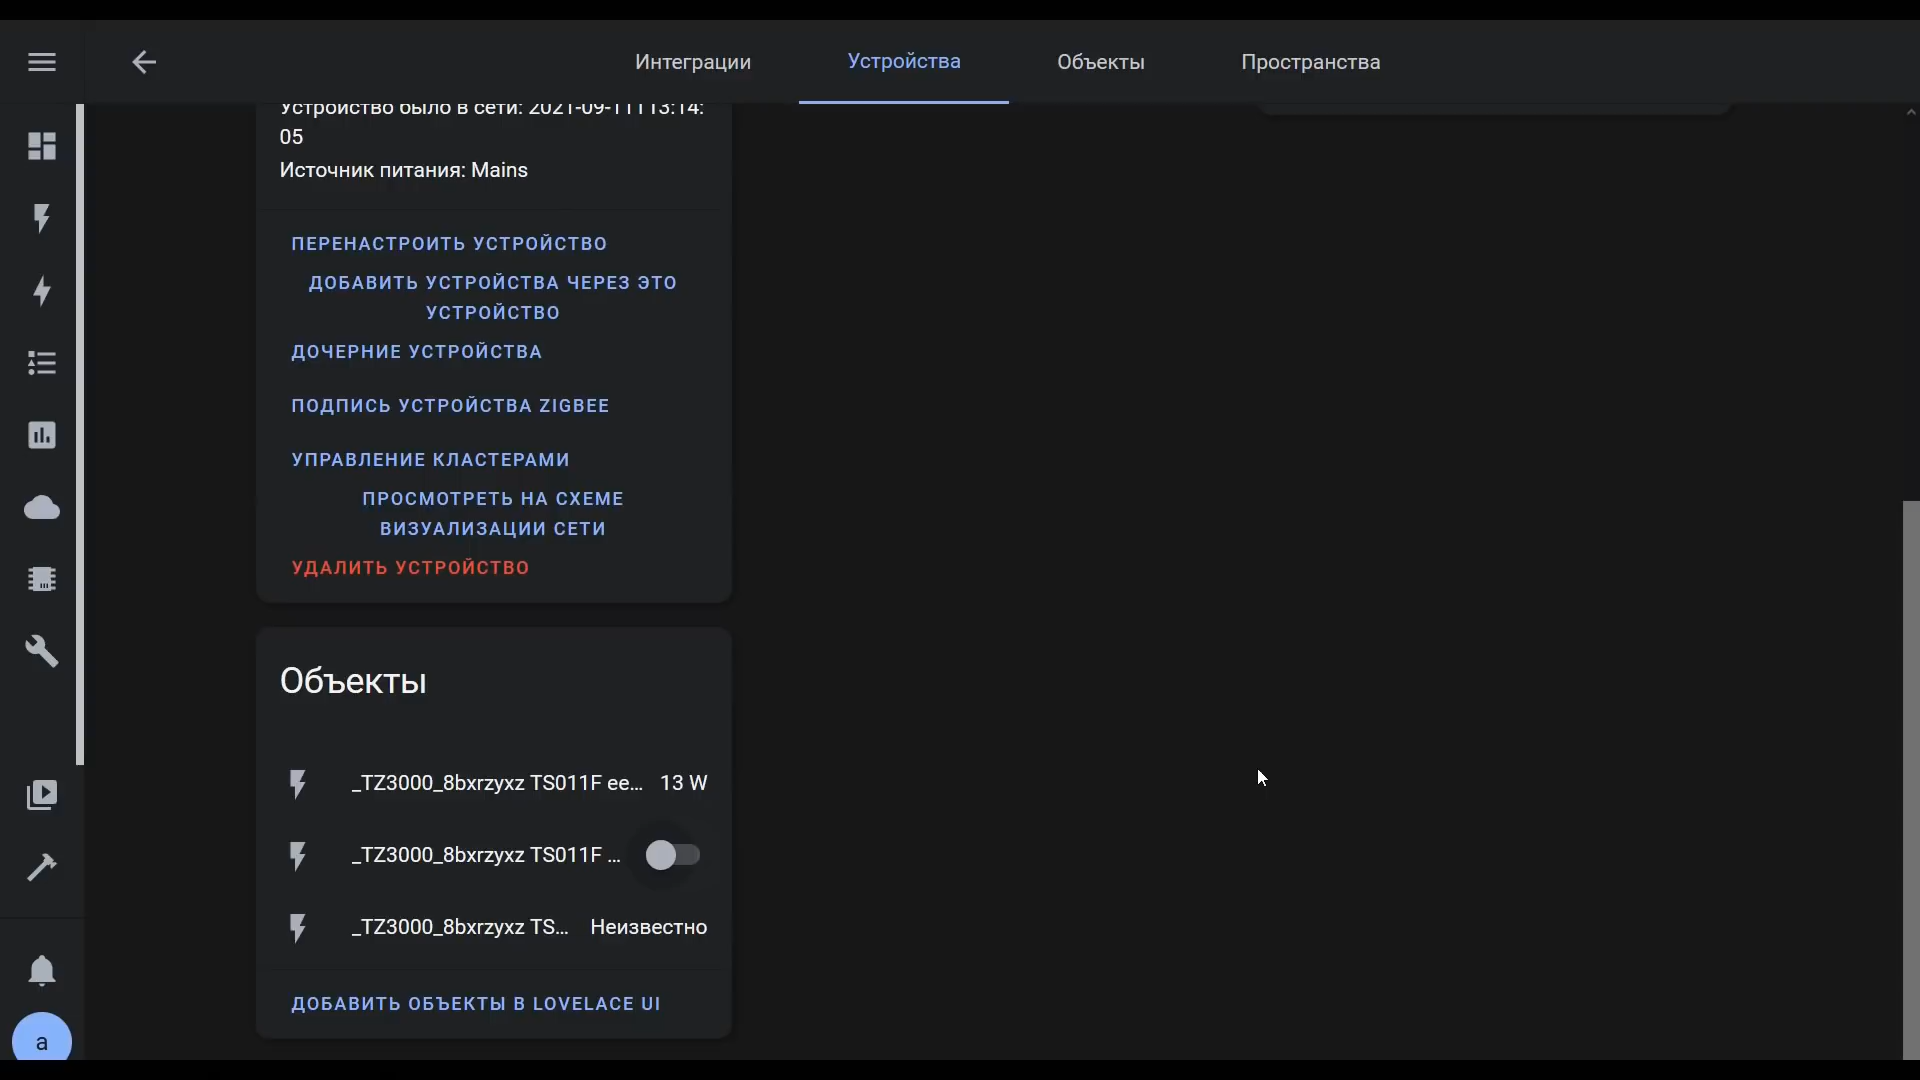 Интеграции
Устройства
Объекты
Пространства
Устройство было в сети: 2021-09-11T13:14:
05
Источник питания: Mains
ПЕРЕНАСТРОИТЬ УСТРОЙСТВО
ДОБАВИТЬ УСТРОЙСТВА ЧЕРЕЗ ЭТО
УСТРОЙСТВО
ДОЧЕРНИЕ УСТРОЙСТВА
ПОДПИСЬ УСТРОЙСТВА ZIGBEE
УПРАВЛЕНИЕ КЛАСТЕРАМИ
ПРОСМОТРЕТЬ НА СХЕМЕ
ВИЗУАЛИЗАЦИИ СЕТИ
УДАЛИТЬ УСТРОЙСТВО
Объекты
_TZ3000_8bxrzyxz TS011F ee... 13 W
_TZ3000_8bxrzyxz TS011F ...
_TZ3000_8bxrzyxz TS... Неизвестно
ДОБАВИТЬ ОБЪЕКТЫ В LOVELACE UI
a